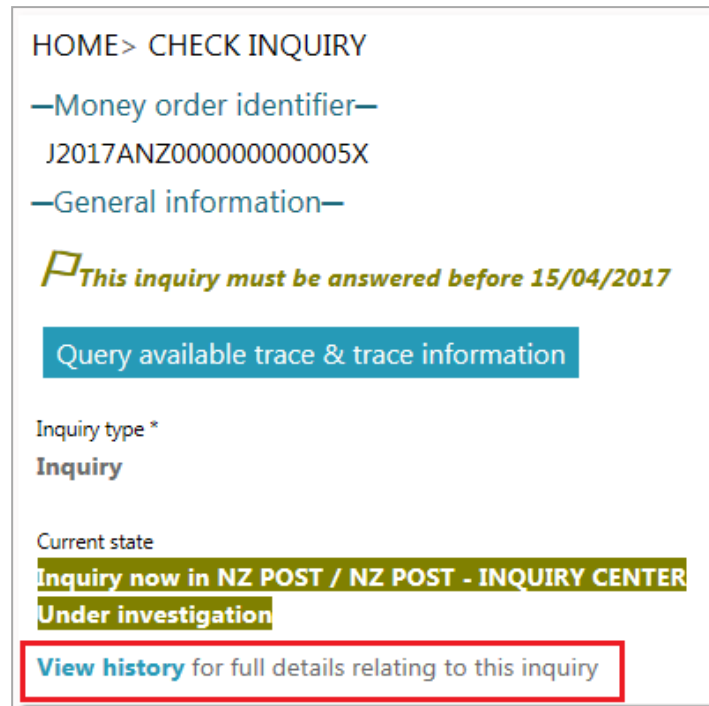 HOME> CHECK INQUIRY
—Money order identifier—
J2017ANZ000000000005X
—General information—
This inquiry must be answered before 15/04/2017
Query available trace & trace information
Inquiry type *
Inquiry
Current state
Inquiry now in NZ POST / NZ POST - INQUIRY CENTER
Under investigation
View history for full details relating to this inquiry